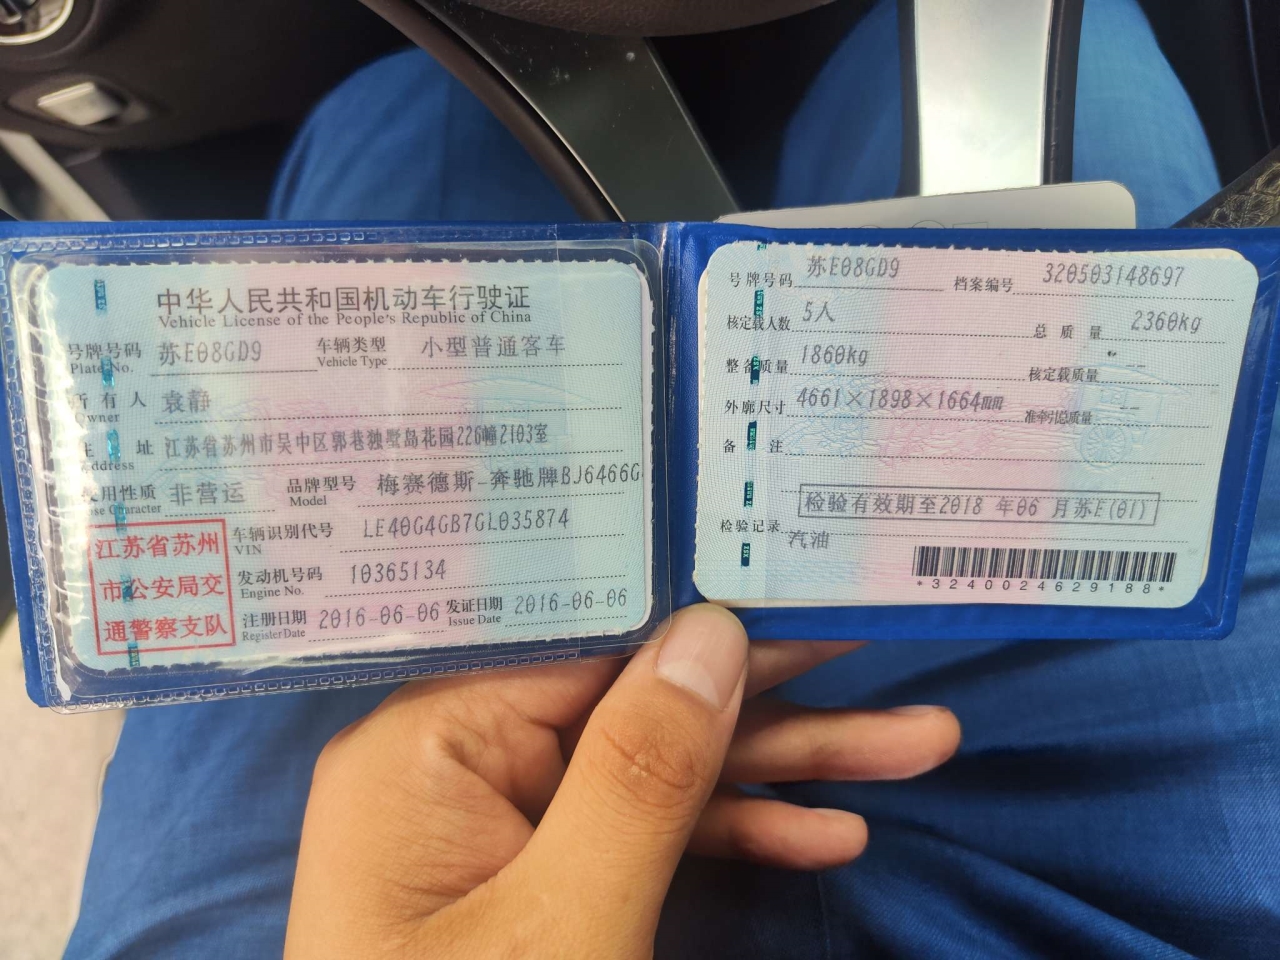 中华人民共和国机动车行驶证
Vehicle License of the People's Republic of China
号牌号码 苏E08GD9 车辆类型 小型普通客车
Plate No. Vehicle Type
所有人 袁静
Owner
住址 江苏省苏州市吴中区郭巷独墅岛花园226幢2103室
Address
使用性质 非营运 品牌型号 梅赛德斯-奔驰牌BJ6466G
Use Character Model
江苏省苏州
市公安局交
通警察支队
车辆识别代号 LE40G4GB7GL035874
VIN
发动机号码 10365134
Engine No.
注册日期 2016-06-06 发证日期 2016-06-06
Register Date Issue Date
号牌号码 苏E08GD9 档案编号 320503148697
核定载人数 5人 总质量 2360kg
整备质量 1860kg 核定载质量 --
外廓尺寸 4661×1898×1664mm 准牵引总质量 --
备注
检验有效期至2018 年06 月苏E(01)
检验记录
汽油
*3240024629188*